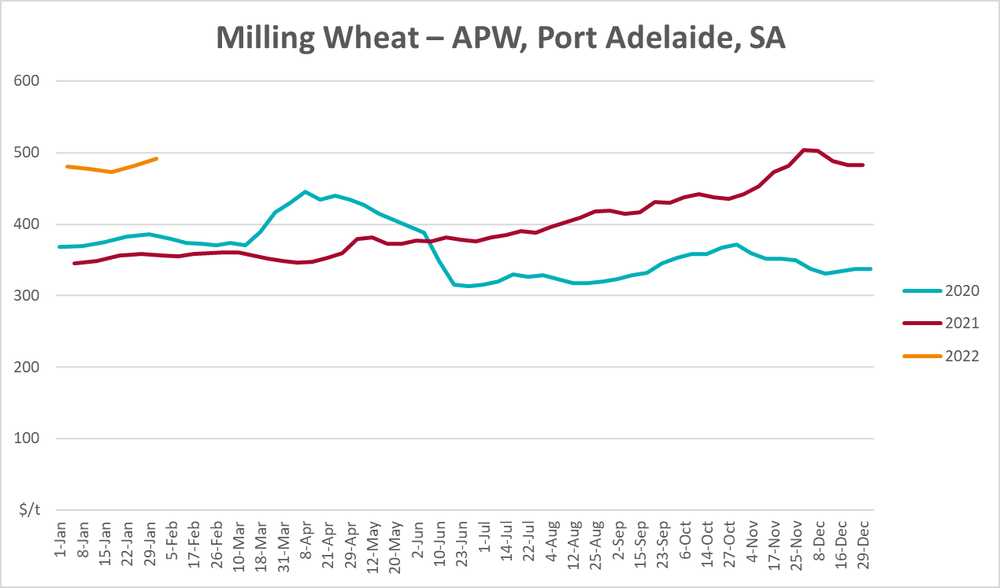 Milling Wheat – APW, Port Adelaide, SA
600
500
400
300
200
100
$/t
1-Jan
8-Jan
15-Jan
22-Jan
29-Jan
5-Feb
17-Feb
26-Feb
10-Mar
18-Mar
31-Mar
8-Apr
21-Apr
29-Apr
12-May
20-May
2-Jun
10-Jun
23-Jun
1-Jul
14-Jul
22-Jul
4-Aug
12-Aug
25-Aug
2-Sep
15-Sep
23-Sep
6-Oct
14-Oct
27-Oct
4-Nov
17-Nov
25-Nov
8-Dec
16-Dec
29-Dec
2020
2021
2022